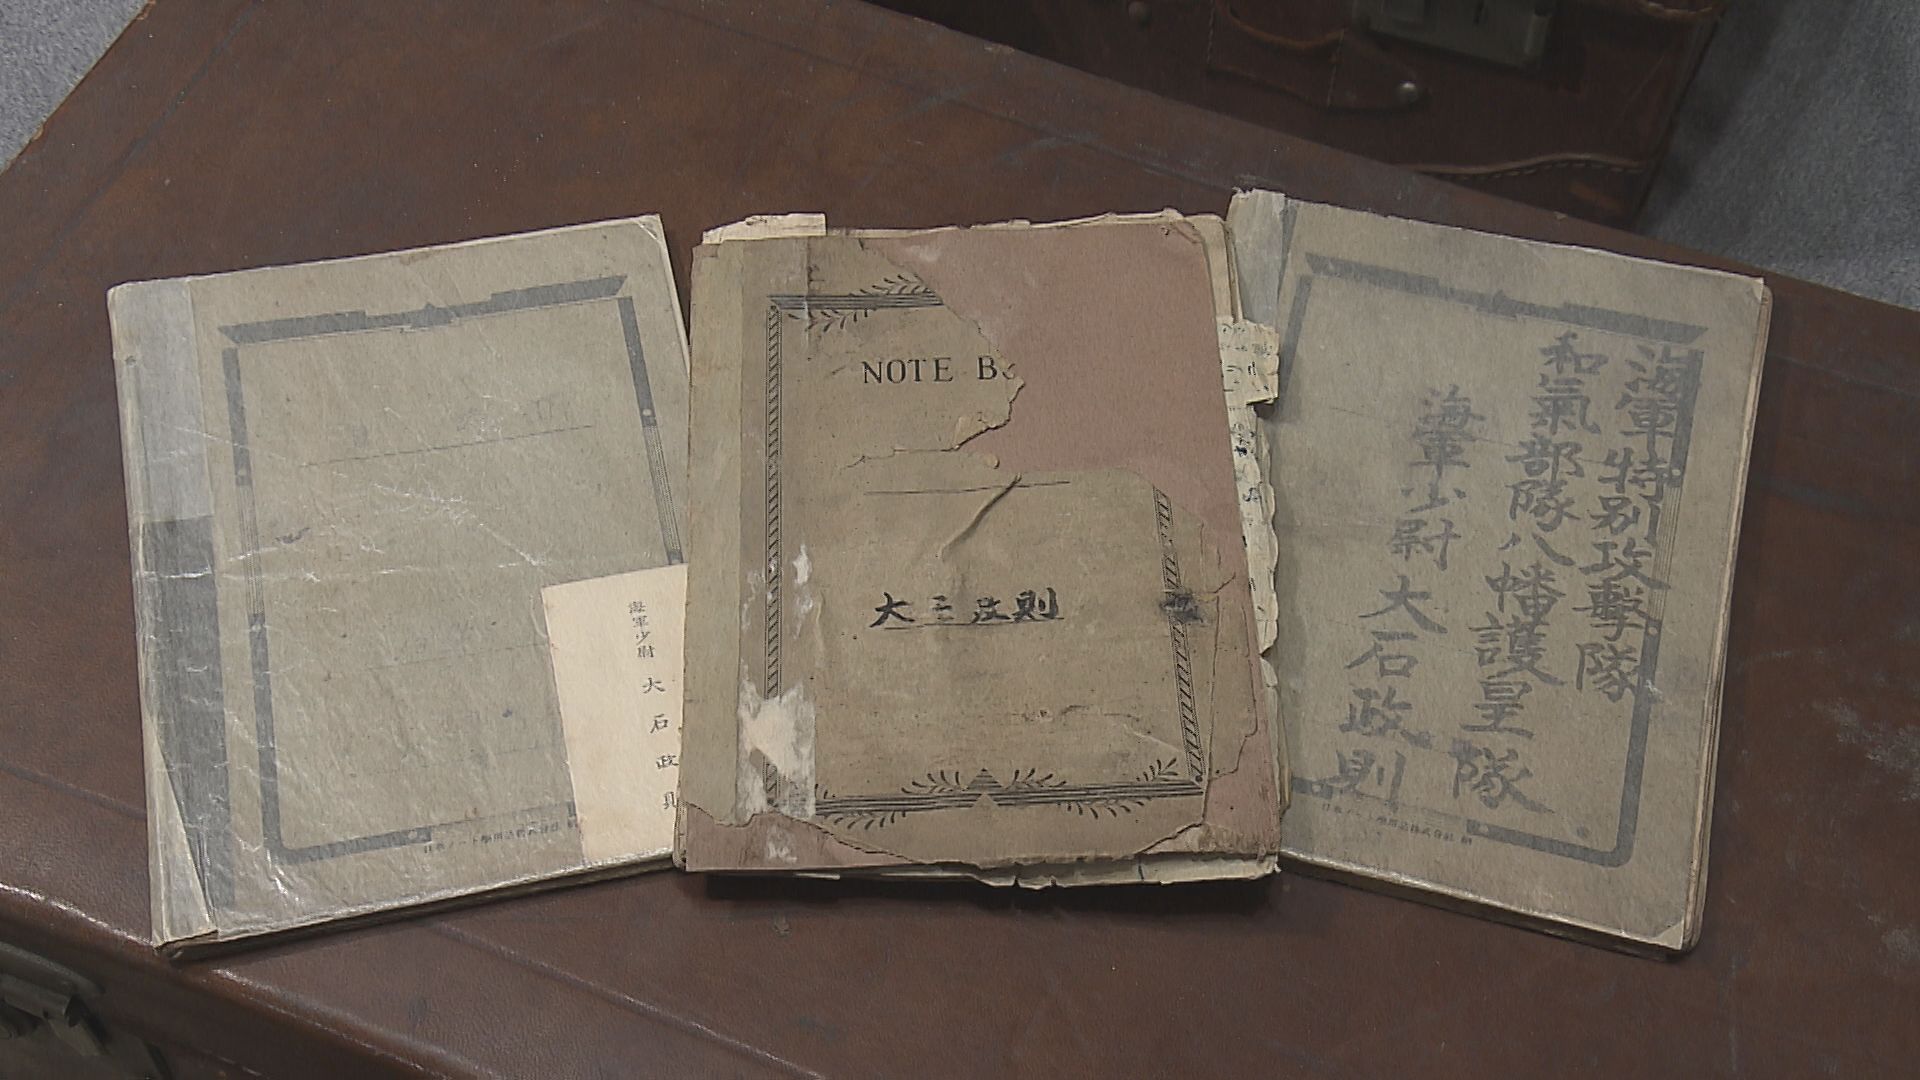 海軍少尉 大石政則
NOTE B
大石政則
海軍特別攻撃隊
和氣部隊八幡護皇隊
海軍少尉 大石政則